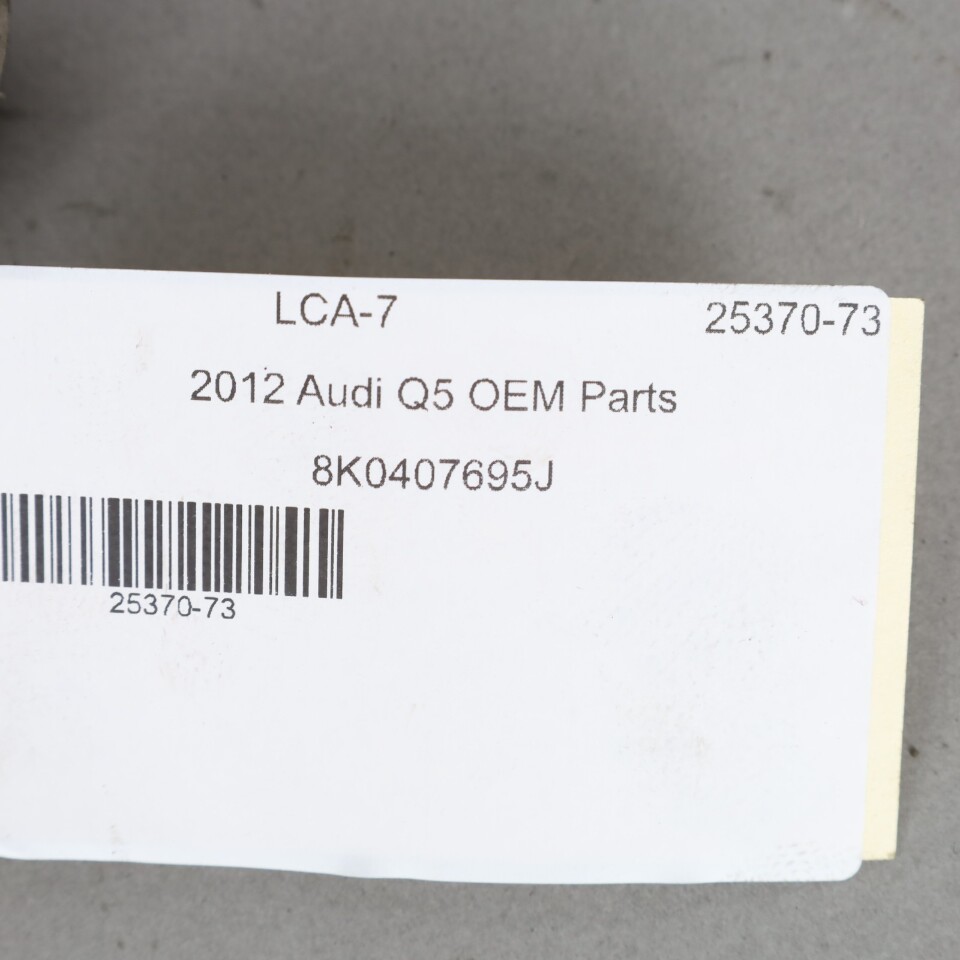 LCA-7 25370-73
2012 Audi Q5 OEM Parts
8K0407695J
25370-73